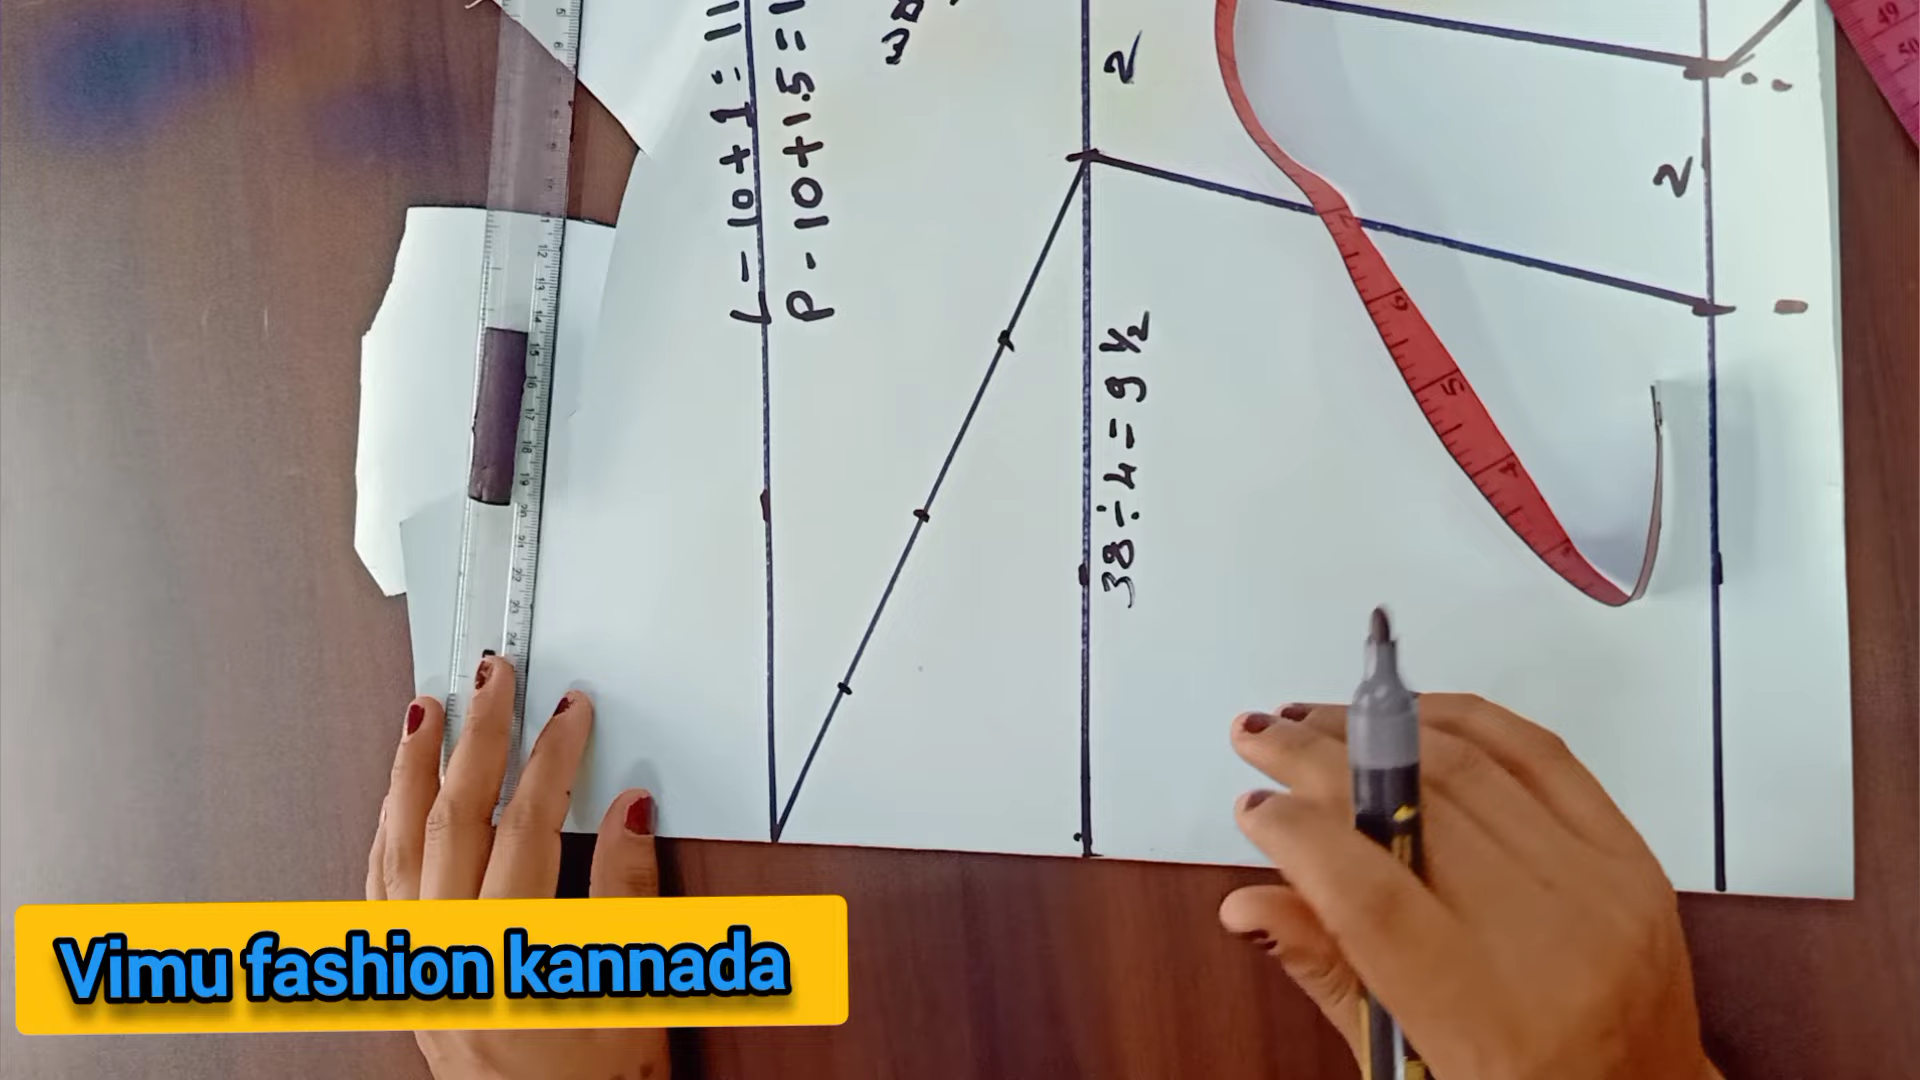 L - 10 + 1 = 11
P - 10 + 1.5 = 1
2
38 ÷ 4 = 9 ½
2
Vimu fashion kannada